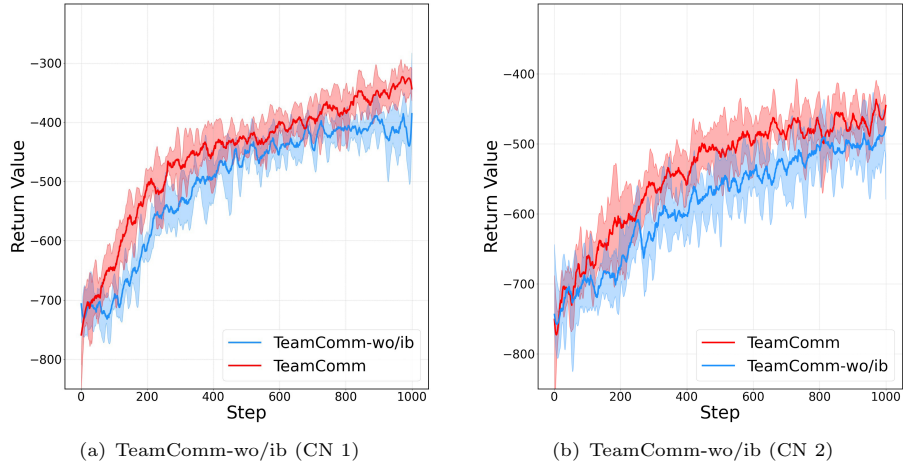 −300
−400
−500
−600
−700
−800
Return Value
0
200
400
600
800
1000
Step
TeamComm-wo/ib
TeamComm
(a) TeamComm-wo/ib (CN 1)
−400
−500
−600
−700
−800
Return Value
0
200
400
600
800
1000
Step
TeamComm
TeamComm-wo/ib
(b) TeamComm-wo/ib (CN 2)